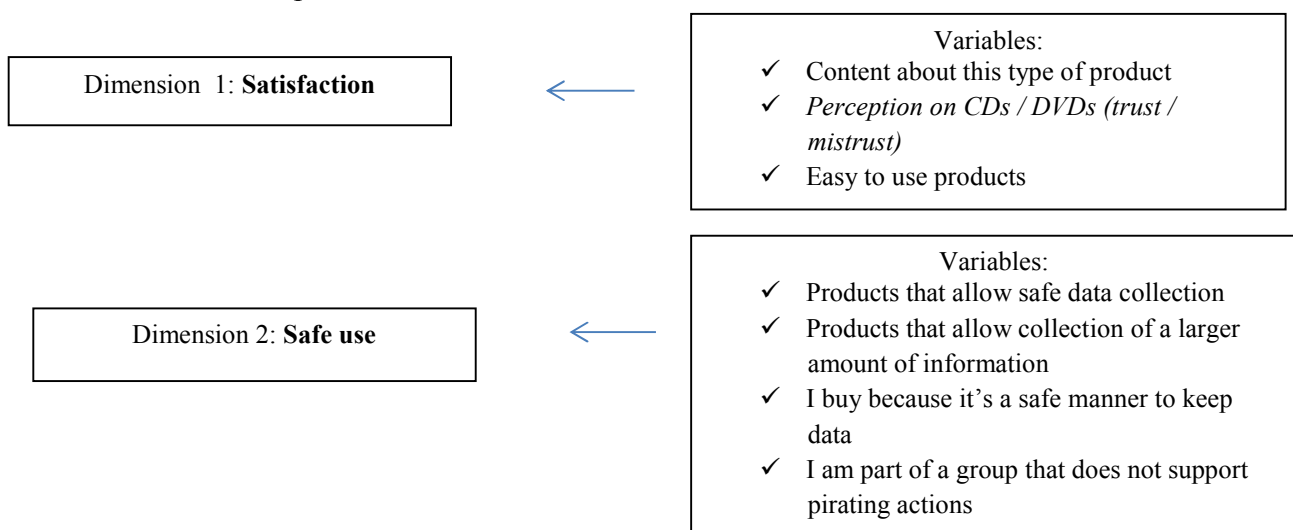 Dimension 1: Satisfaction
Variables:
✓ Content about this type of product
✓ Perception on CDs / DVDs (trust /
mistrust)
✓ Easy to use products
Dimension 2: Safe use
Variables:
✓ Products that allow safe data collection
✓ Products that allow collection of a larger
amount of information
✓ I buy because it’s a safe manner to keep
data
✓ I am part of a group that does not support
pirating actions